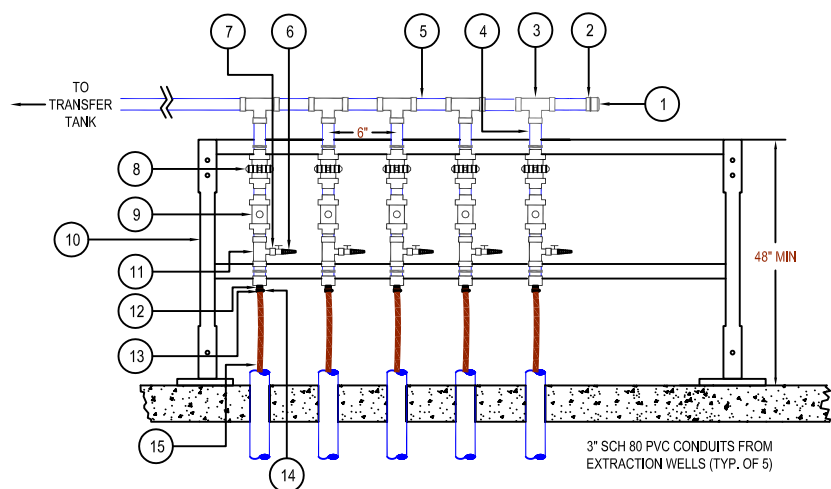 7
6
5
4
3
2
TO
TRANSFER
TANK
1
6"
8
9
10
48" MIN
11
12
13
15
14
3" SCH 80 PVC CONDUITS FROM
EXTRACTION WELLS (TYP. OF 5)